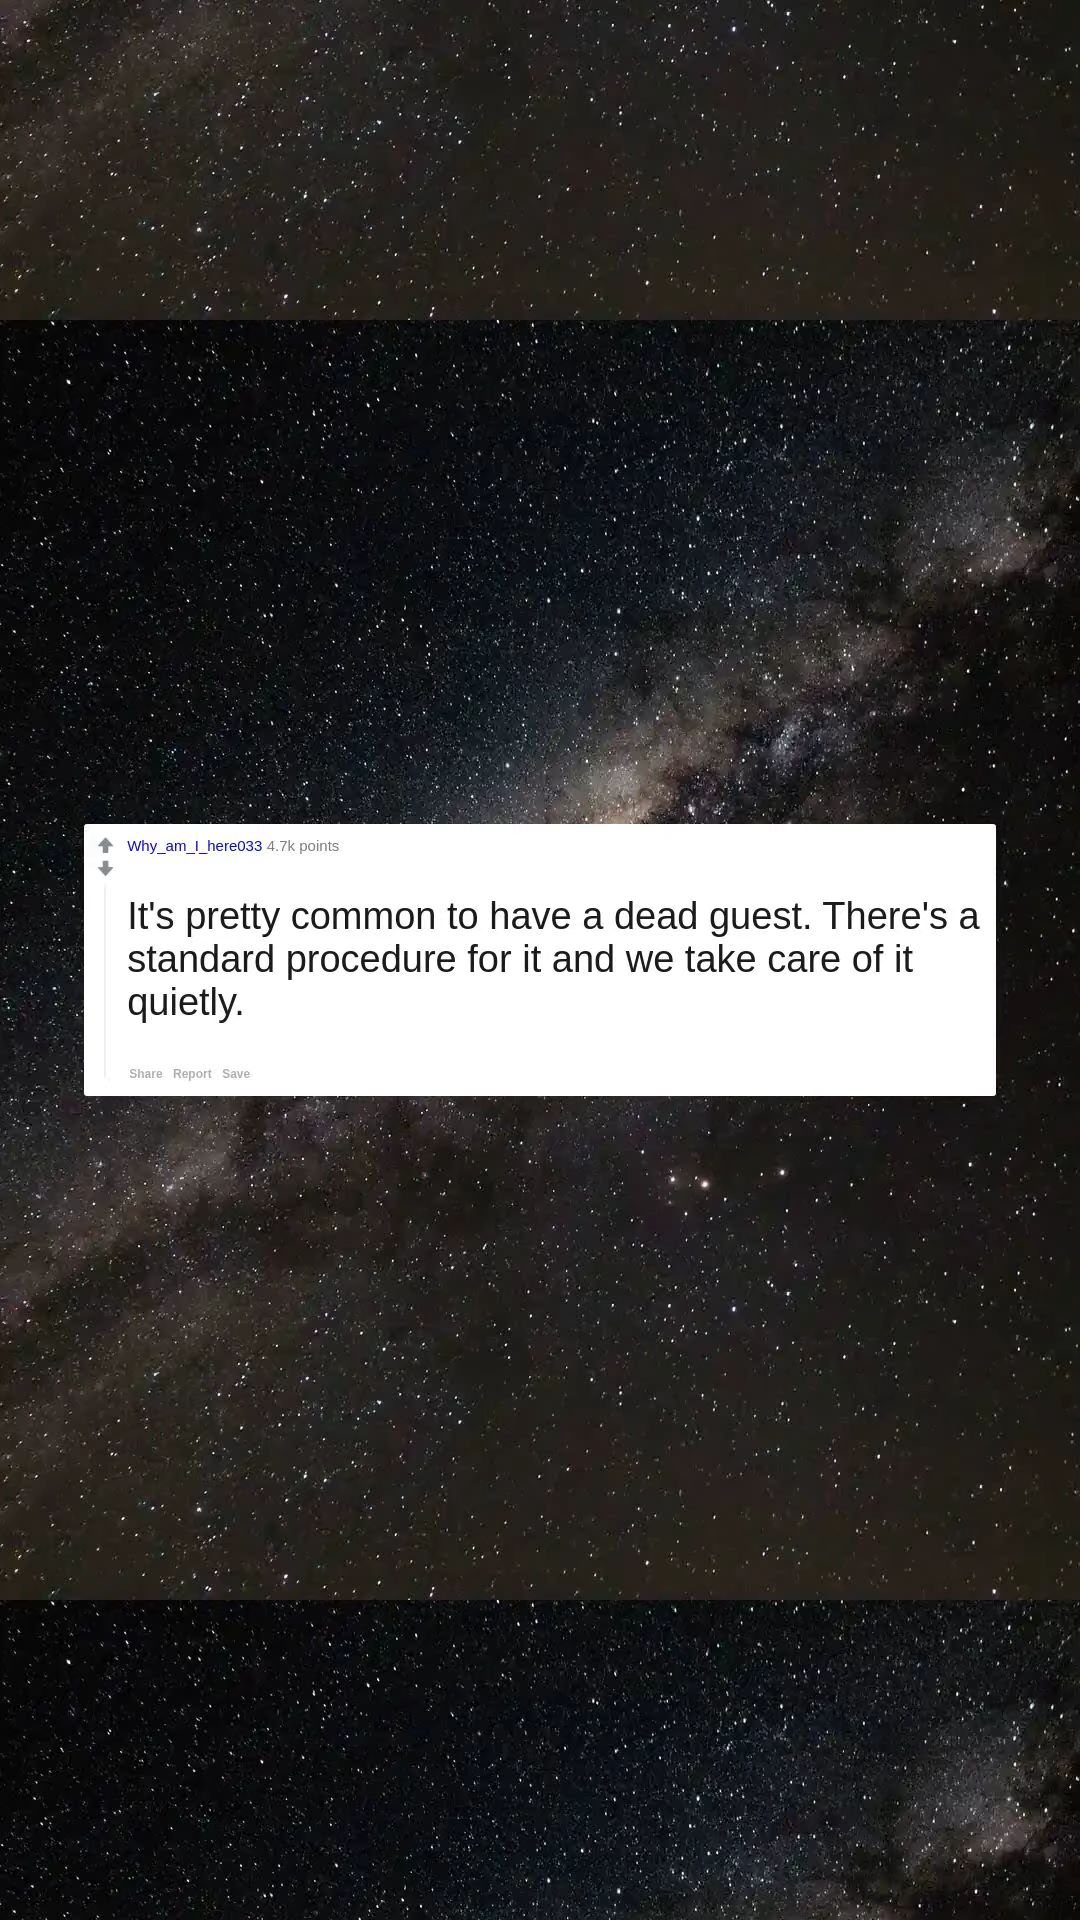 Why_am_I_here033 4.7k points
It's pretty common to have a dead guest. There's a
standard procedure for it and we take care of it
quietly.
Share Report Save